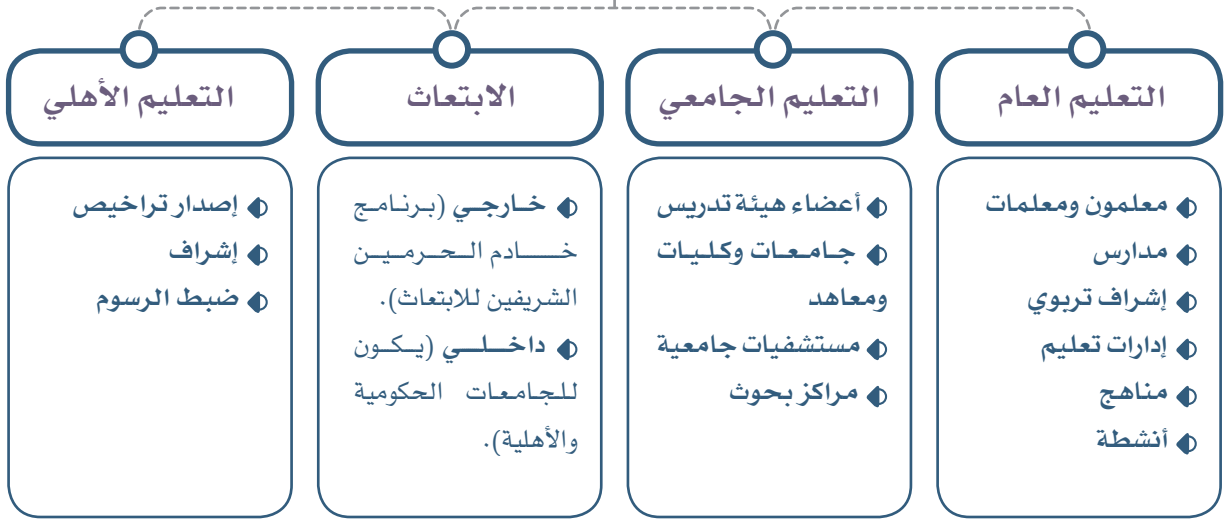 التعليم العام
معلمون ومعلمات
مدارس
إشراف تربوي
إدارات تعليم
مناهج
أنشطة
التعليم الجامعي
أعضاء هيئة تدريس
جامعات وكليات
ومعاهد
مستشفيات جامعية
مراكز بحوث
الابتعاث
خارجي (برنامج
خادم الحرمين
الشريفين للابتعاث).
داخلي (يكون
للجامعات الحكومية
والأهلية).
التعليم الأهلي
إصدار تراخيص
إشراف
ضبط الرسوم